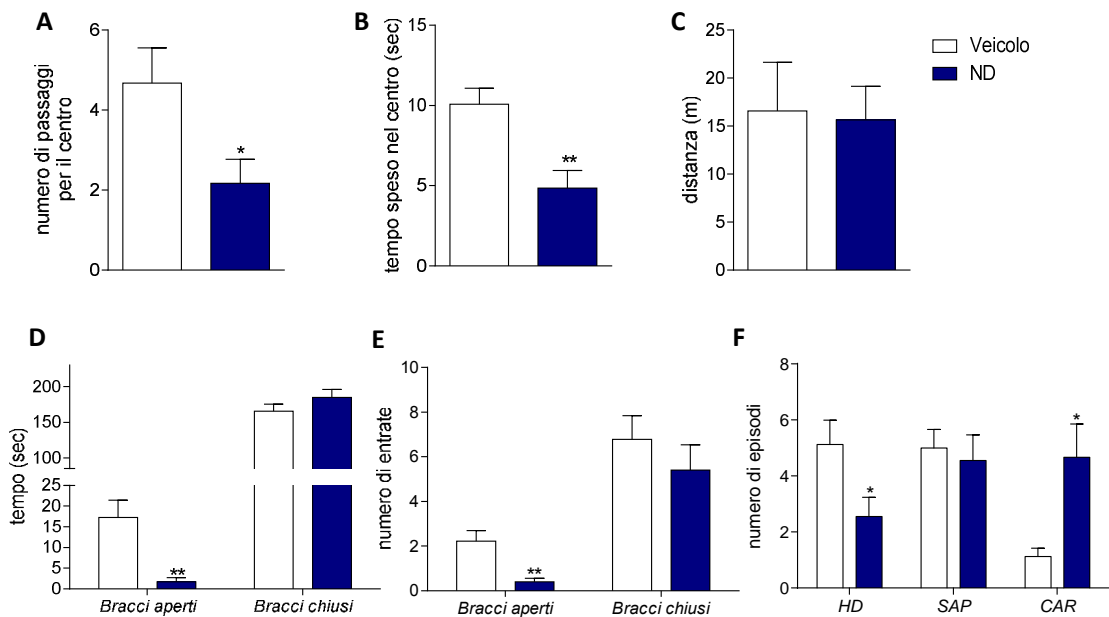 A
numero di passaggi
per il centro
6
4
2
0
*
B
tempo speso nel centro (sec)
15
10
5
0
**
C
distanza (m)
25
20
15
10
5
0
Veicolo
ND
D
tempo (sec)
200
150
100
25
20
15
10
5
0
**
Bracci aperti
Bracci chiusi
E
numero di entrate
10
8
6
4
2
0
**
Bracci aperti
Bracci chiusi
F
numero di episodi
8
6
4
2
0
*
*
HD
SAP
CAR